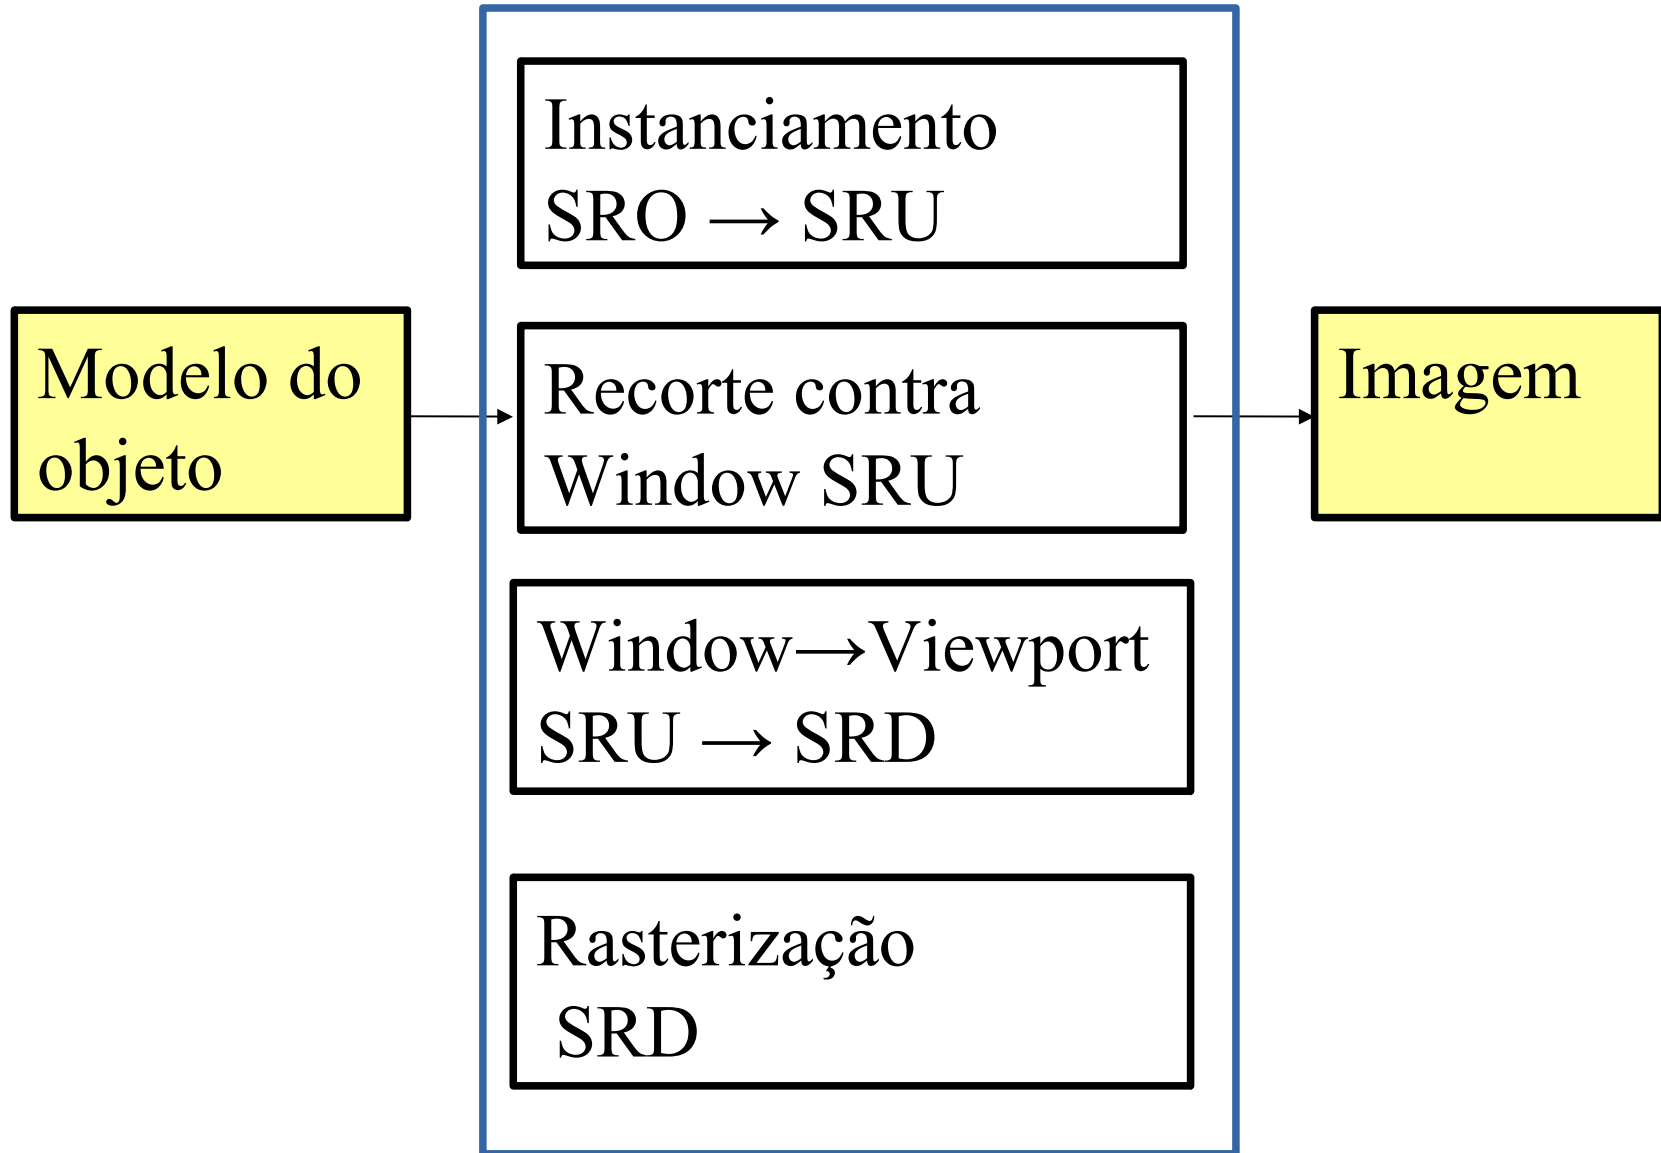 Modelo do
objeto
Instanciamento
SRO → SRU
Recorte contra
Window SRU
Window→Viewport
SRU → SRD
Rasterização
SRD
Imagem